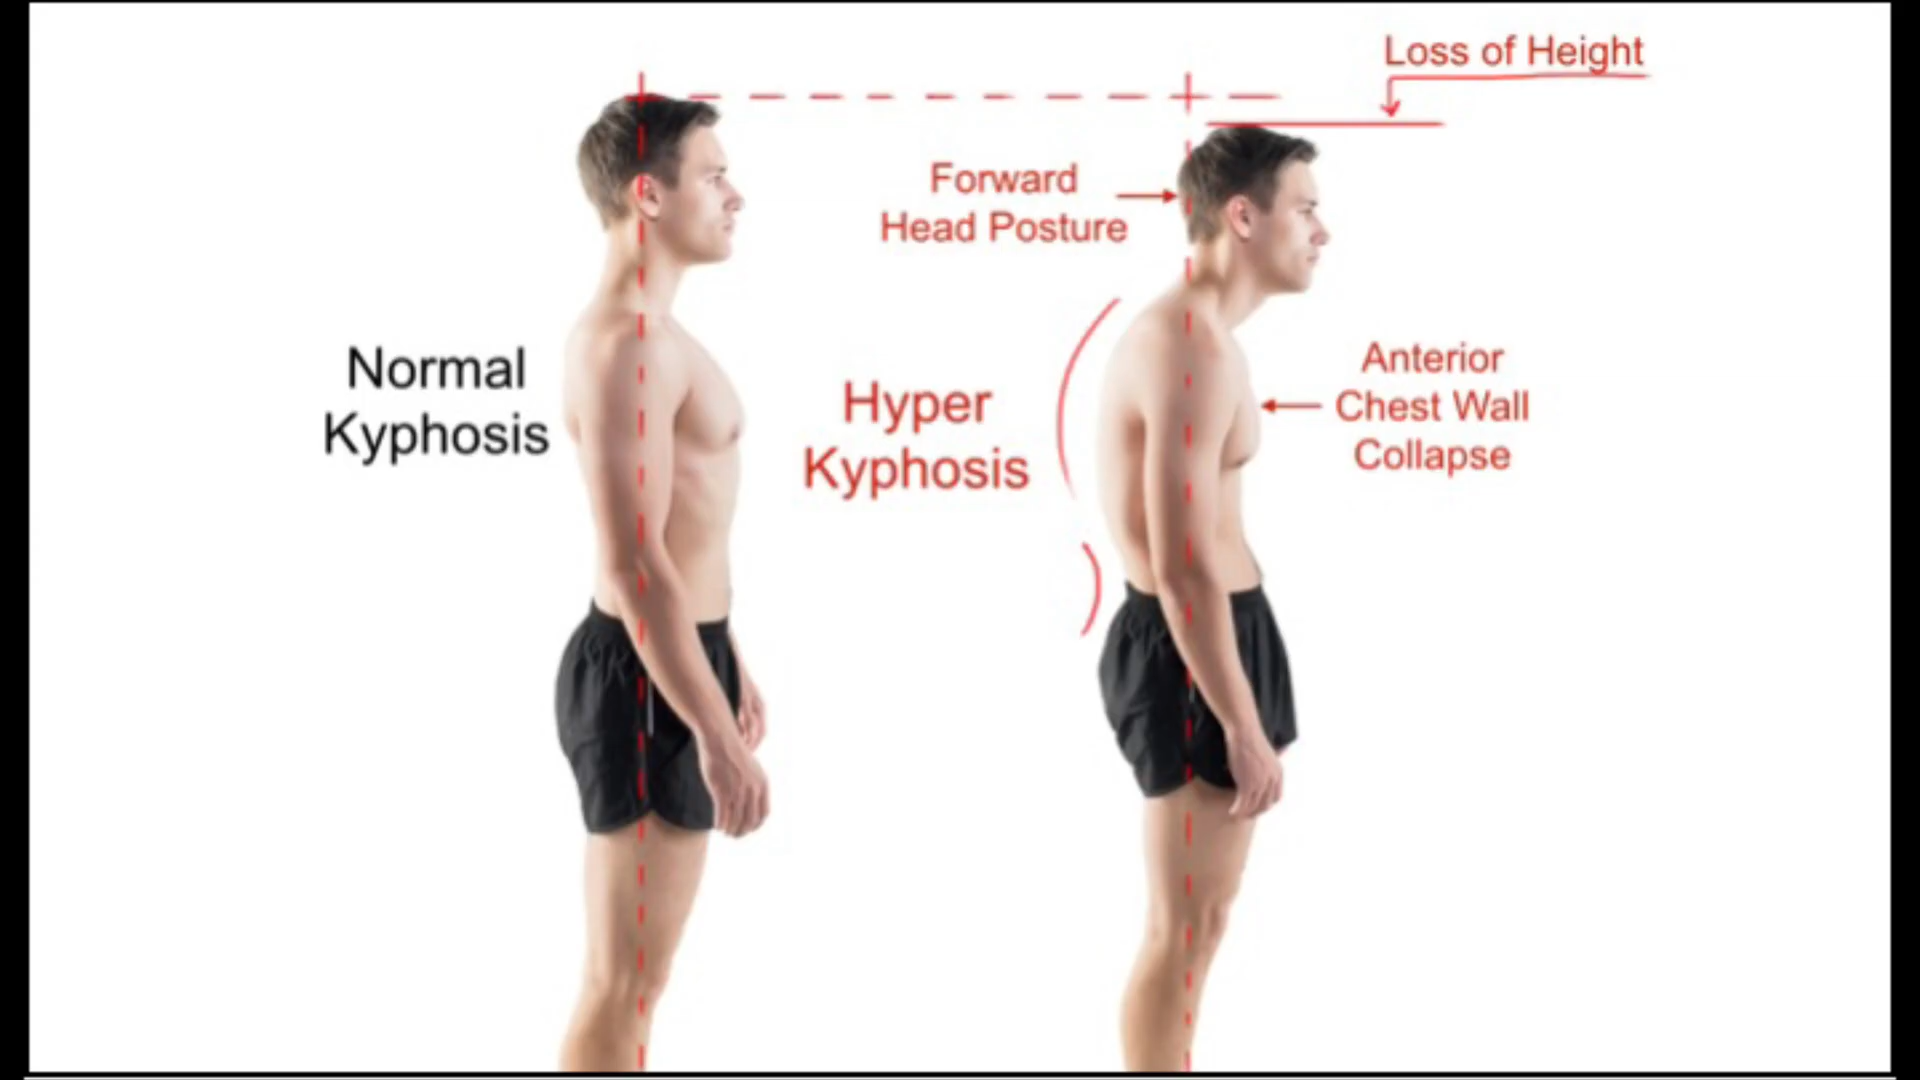 Loss of Height
Forward
Head Posture
Normal
Kyphosis
Hyper
Kyphosis
Anterior
Chest Wall
Collapse